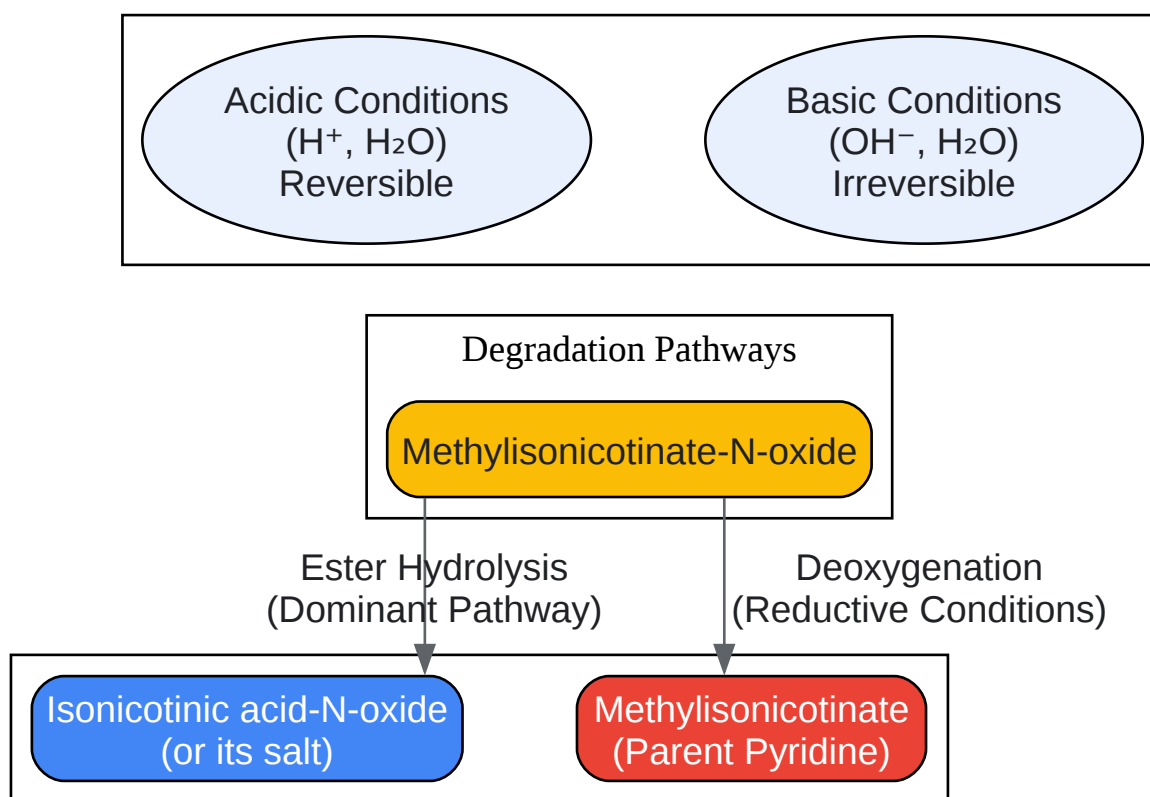 Acidic Conditions
(H⁺, H₂O)
Reversible
Basic Conditions
(OH⁻, H₂O)
Irreversible
Degradation Pathways
Methylisonicotinate-N-oxide
Ester Hydrolysis
(Dominant Pathway)
Deoxygenation
(Reductive Conditions)
Isonicotinic acid-N-oxide
(or its salt)
Methylisonicotinate
(Parent Pyridine)